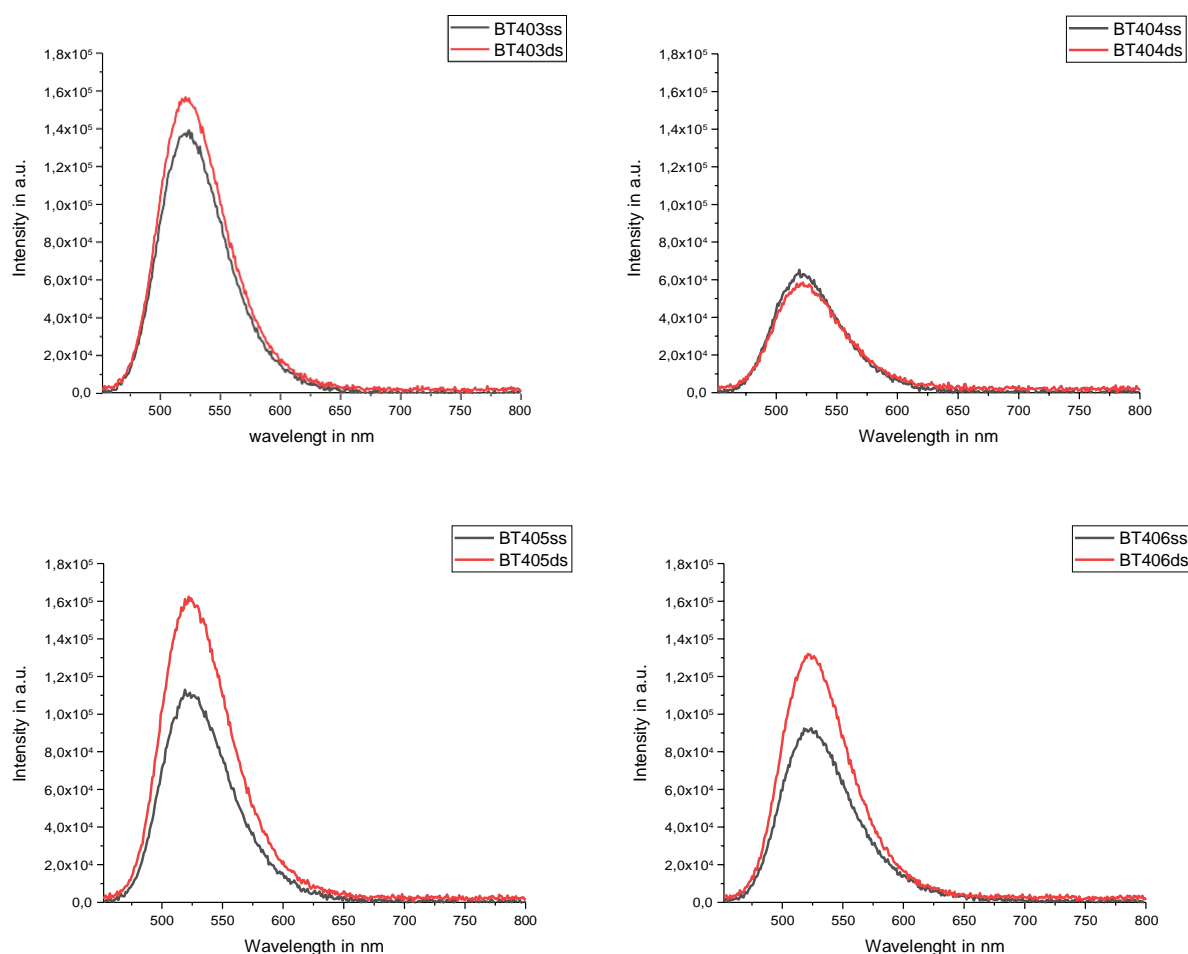 BT403ss
BT403ds
1,8x10⁵
1,6x10⁵
1,4x10⁵
1,2x10⁵
1,0x10⁵
8,0x10⁴
6,0x10⁴
4,0x10⁴
2,0x10⁴
0,0
Intensity in a.u.
500 550 600 650 700 750 800
wavelengt in nm
BT404ss
BT404ds
1,8x10⁵
1,6x10⁵
1,4x10⁵
1,2x10⁵
1,0x10⁵
8,0x10⁴
6,0x10⁴
4,0x10⁴
2,0x10⁴
0,0
Intensity in a.u.
500 550 600 650 700 750 800
Wavelength in nm
BT405ss
BT405ds
1,8x10⁵
1,6x10⁵
1,4x10⁵
1,2x10⁵
1,0x10⁵
8,0x10⁴
6,0x10⁴
4,0x10⁴
2,0x10⁴
0,0
Intensity in a.u.
500 550 600 650 700 750 800
Wavelength in nm
BT406ss
BT406ds
1,8x10⁵
1,6x10⁵
1,4x10⁵
1,2x10⁵
1,0x10⁵
8,0x10⁴
6,0x10⁴
4,0x10⁴
2,0x10⁴
0,0
Intensity in a.u.
500 550 600 650 700 750 800
Wavelenght in nm